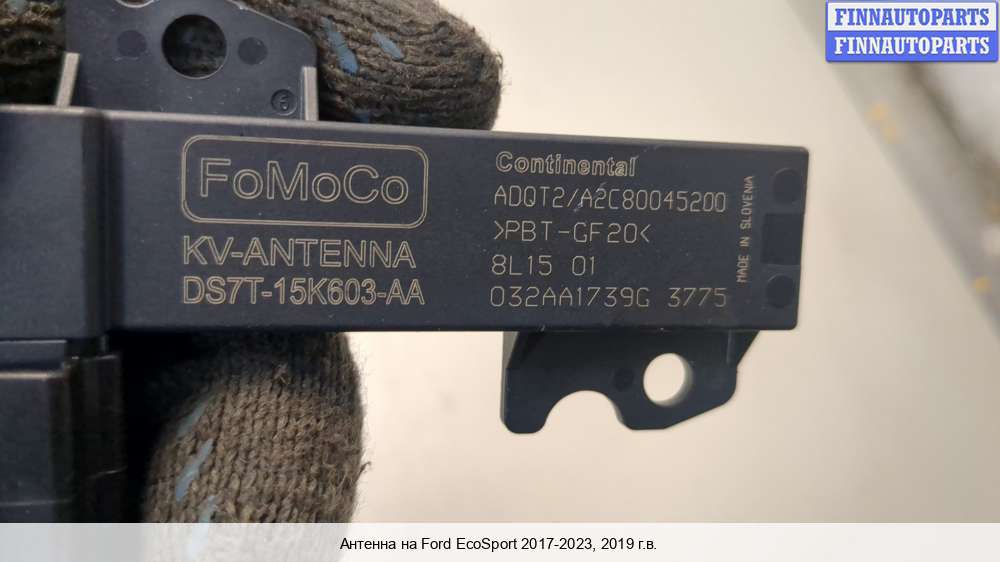 FINNAUTOPARTS
FINNAUTOPARTS
FoMoCo
KV-ANTENNA
DS7T-15K603-AA
Continental
ADQT2/A2C80045200
>PBT-GF20<
8L15 01
032AA1739G 3775
MADE IN SLOVENIA
Антенна на Ford EcoSport 2017-2023, 2019 г.в.